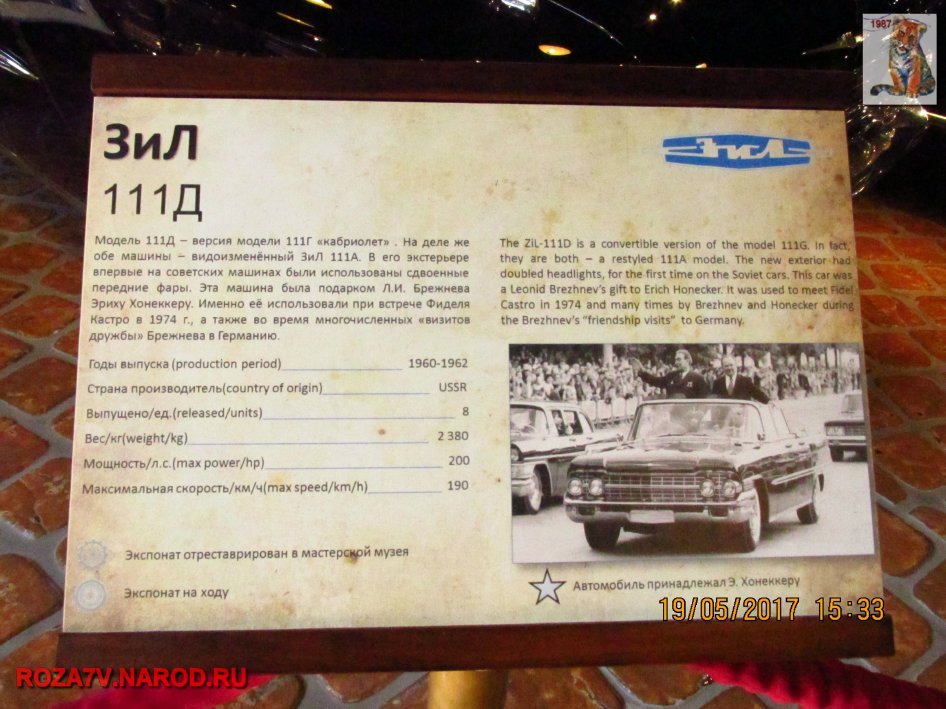 1987
ЗиЛ
ЗиЛ
111Д
Модель 111Д – версия модели 111Г «кабриолет» . На деле же
обе машины – видоизменённый ЗиЛ 111А. В его экстерьере
впервые на советских машинах были использованы сдвоенные
передние фары. Эта машина была подарком Л.И. Брежнева
Эриху Хонеккеру. Именно её использовали при встрече Фиделя
Кастро в 1974 г., а также во время многочисленных «визитов
дружбы» Брежнева в Германию.
The ZiL-111D is a convertible version of the model 111G. In fact,
they are both – a restyled 111A model. The new exterior had
doubled headlights, for the first time on the Soviet cars. This car was
a Leonid Brezhnev's gift to Erich Honecker. It was used to meet Fidel
Castro in 1974 and many times by Brezhnev and Honecker during
the Brezhnev's "friendship visits" to Germany.
Годы выпуска (production period) 1960-1962
Страна производитель(country of origin) USSR
Выпущено/ед.(released/units) 8
Вес/кг(weight/kg) 2 380
Мощность/л.с.(max power/hp) 200
Максимальная скорость/км/ч(max speed/km/h) 190
Экспонат отреставрирован в мастерской музея
Экспонат на ходу
Автомобиль принадлежал Э. Хонеккеру
19/05/2017 15:33
ROZA7V.NAROD.RU